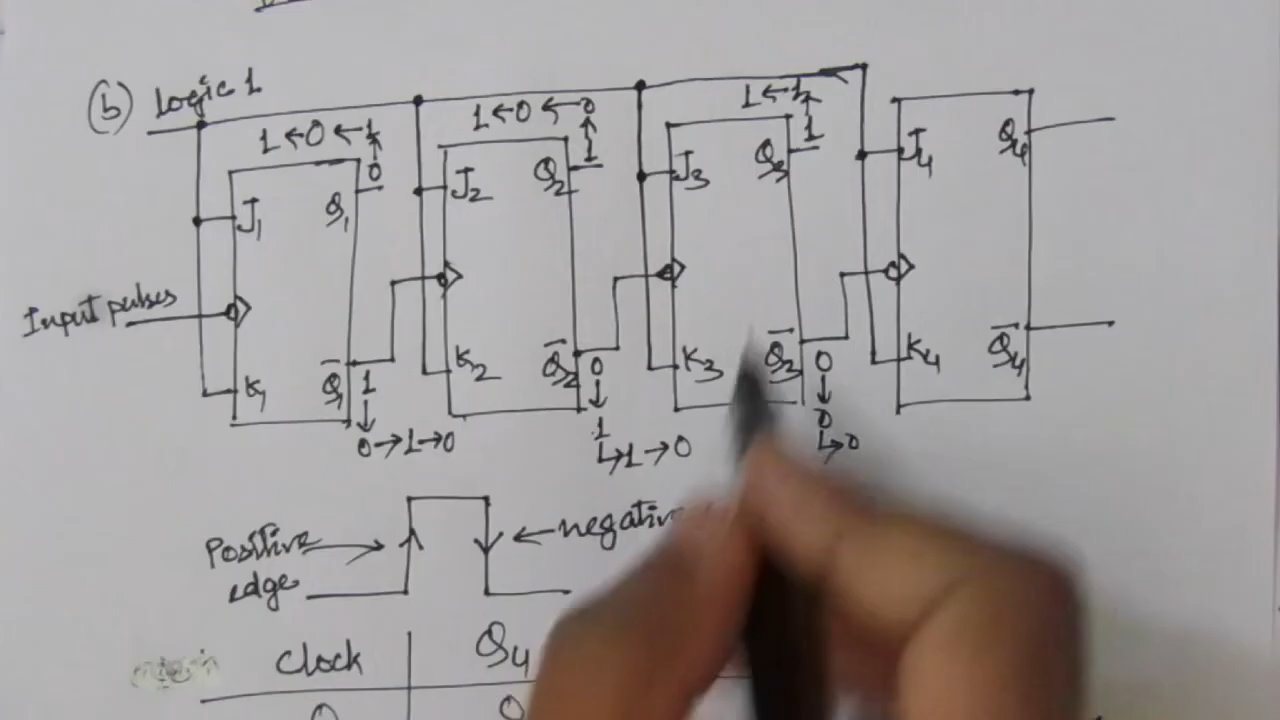 (b) Logic 1
1←0←1
0
1←0←0
1
1←1
1
J1
Q1
J2
Q2
J3
Q3
J4
Q4
Input pulses
K1
Q̅1
1
0→1→0
K2
Q̅2
0
1
↳1→0
K3
Q̅3
0
0
↳0
K4
Q̅4
Positive
edge
←negative
Clock
Q4
0
0